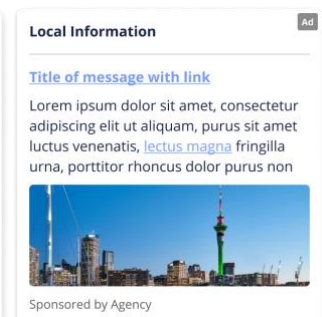 Ad
Local Information
Title of message with link
Lorem ipsum dolor sit amet, consectetur
adipiscing elit ut aliquam, purus sit amet
luctus venenatis, lectus magna fringilla
urna, porttitor rhoncus dolor purus non
Sponsored by Agency